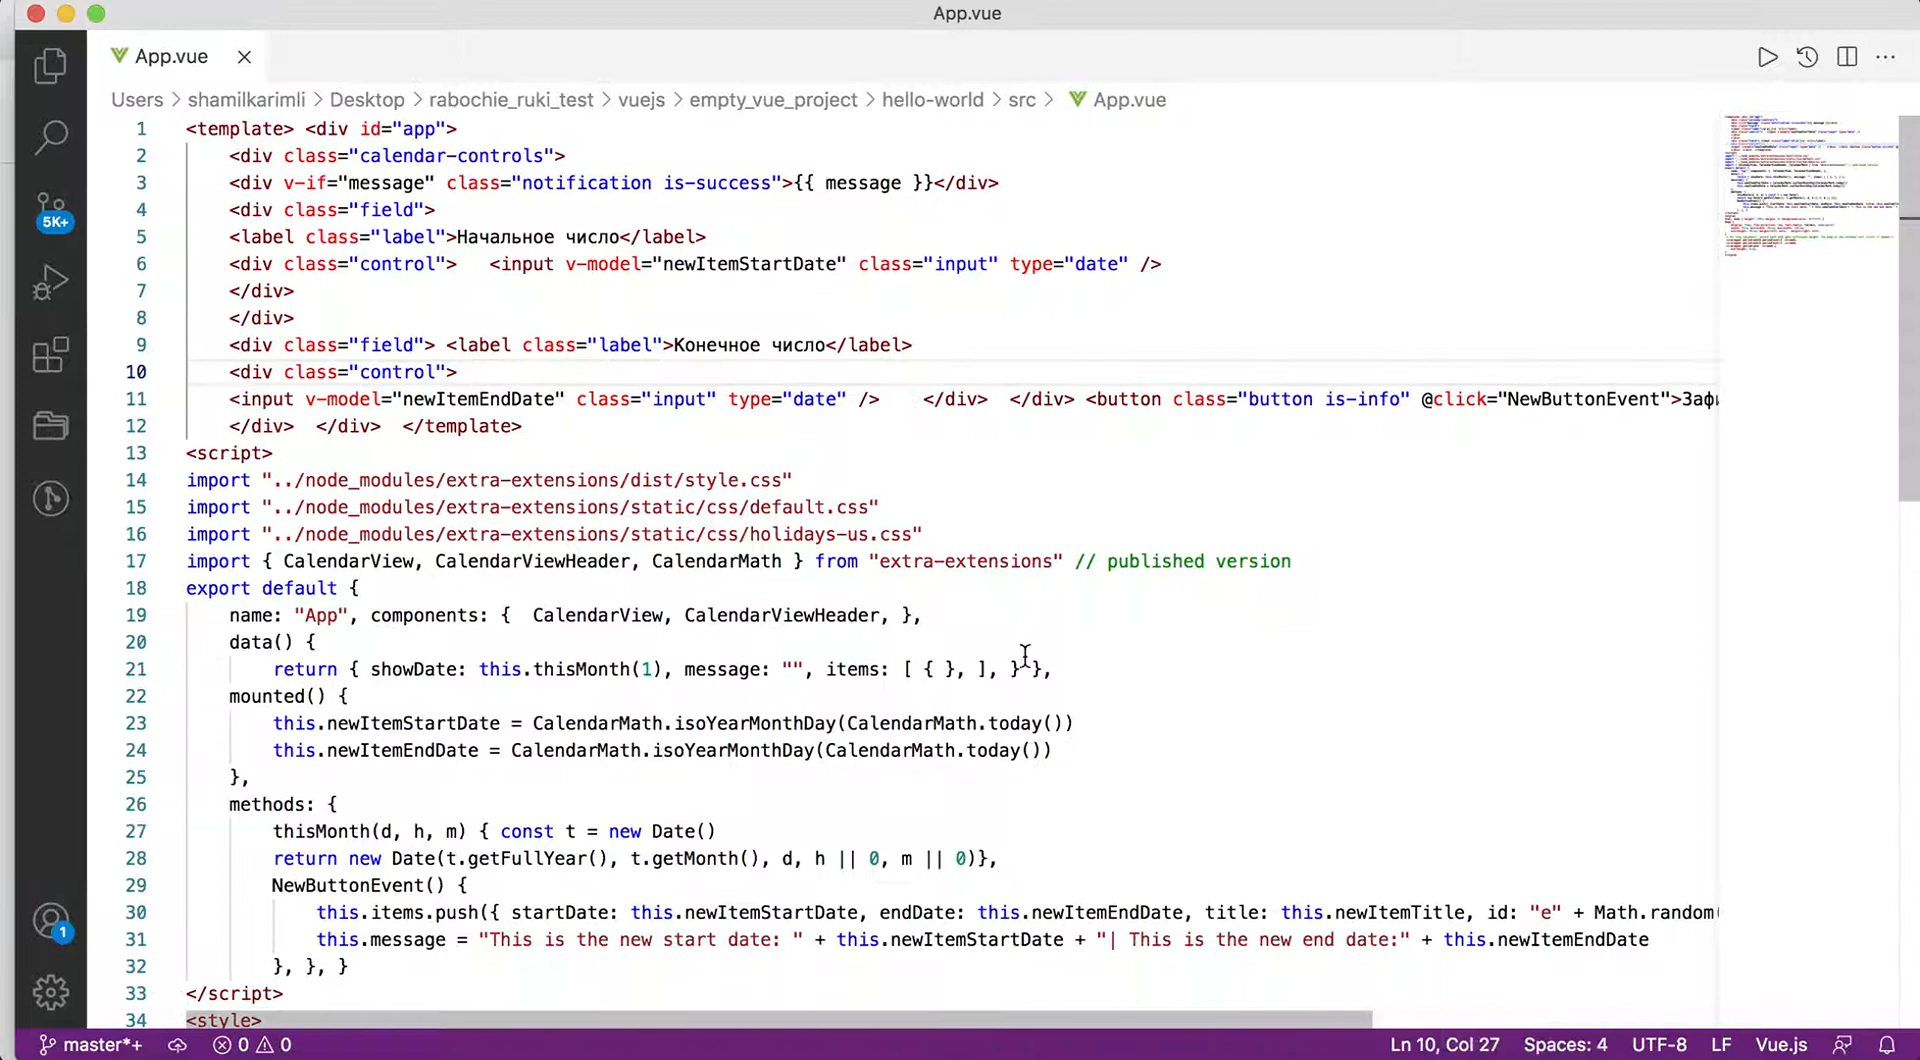 App.vue
App.vue
Users > shamilkarimli > Desktop > rabochie_ruki_test > vuejs > empty_vue_project > hello-world > src > App.vue
1 <template> <div id="app">
2 <div class="calendar-controls">
3 <div v-if="message" class="notification is-success">{{ message }}</div>
4 <div class="field">
5 <label class="label">Начальное число</label>
6 <div class="control"> <input v-model="newItemStartDate" class="input" type="date" />
7 </div>
8 </div>
9 <div class="field"> <label class="label">Конечное число</label>
10 <div class="control">
11 <input v-model="newItemEndDate" class="input" type="date" /> </div> </div> <button class="button is-info" @click="NewButtonEvent">Зафи
12 </div> </div> </template>
13 <script>
14 import "../node_modules/extra-extensions/dist/style.css"
15 import "../node_modules/extra-extensions/static/css/default.css"
16 import "../node_modules/extra-extensions/static/css/holidays-us.css"
17 import { CalendarView, CalendarViewHeader, CalendarMath } from "extra-extensions" // published version
18 export default {
19 name: "App", components: { CalendarView, CalendarViewHeader, },
20 data() {
21 return { showDate: this.thisMonth(1), message: "", items: [ { }, ], } },
22 mounted() {
23 this.newItemStartDate = CalendarMath.isoYearMonthDay(CalendarMath.today())
24 this.newItemEndDate = CalendarMath.isoYearMonthDay(CalendarMath.today())
25 },
26 methods: {
27 thisMonth(d, h, m) { const t = new Date()
28 return new Date(t.getFullYear(), t.getMonth(), d, h || 0, m || 0)},
29 NewButtonEvent() {
30 this.items.push({ startDate: this.newItemStartDate, endDate: this.newItemEndDate, title: this.newItemTitle, id: "e" + Math.random(
31 this.message = "This is the new start date: " + this.newItemStartDate + "| This is the new end date:" + this.newItemEndDate
32 }, }, }
33 </script>
34 <style>
5K+
1
master*+ 0 0 Ln 10, Col 27 Spaces: 4 UTF-8 LF Vue.js